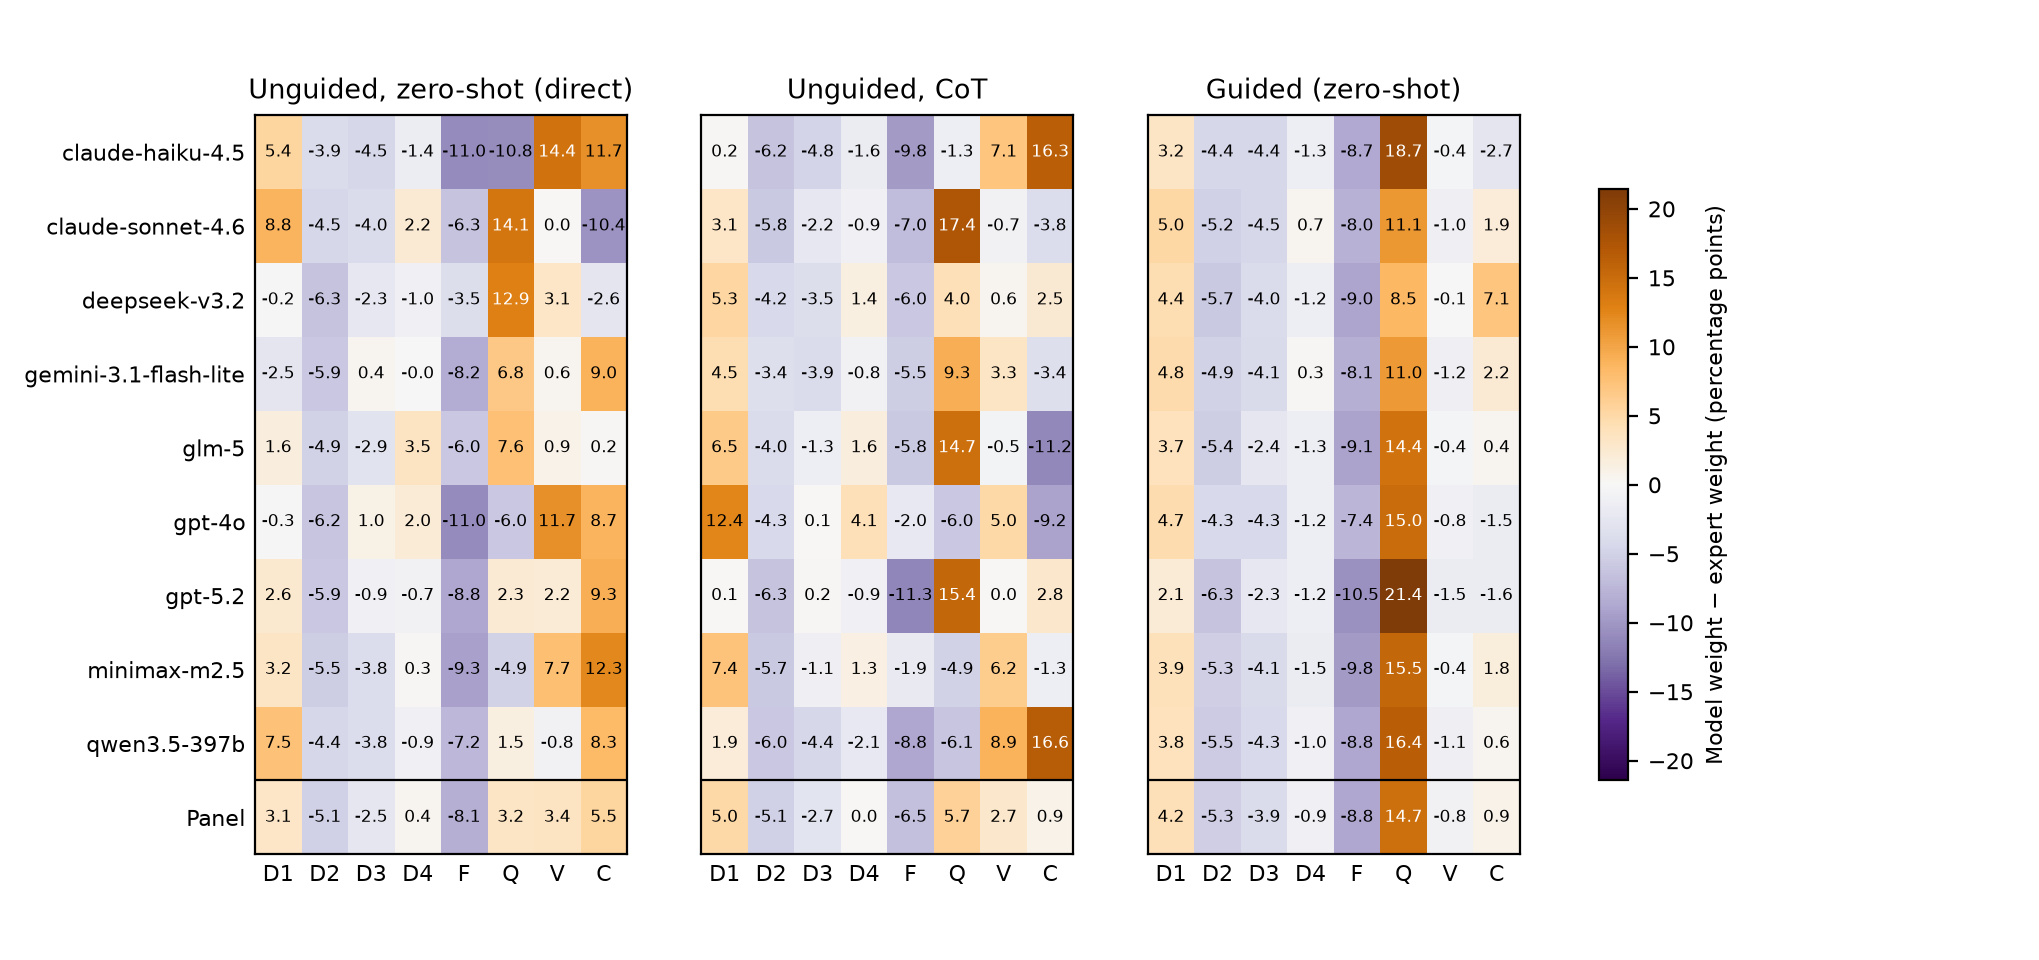 Unguided, zero-shot (direct) Unguided, CoT Guided (zero-shot)
claude-haiku-4.5 5.4 -3.9 -4.5 -1.4 -11.0 -10.8 14.4 11.7 0.2 -6.2 -4.8 -1.6 -9.8 -1.3 7.1 16.3 3.2 -4.4 -4.4 -1.3 -8.7 18.7 -0.4 -2.7
claude-sonnet-4.6 8.8 -4.5 -4.0 2.2 -6.3 14.1 0.0 -10.4 3.1 -5.8 -2.2 -0.9 -7.0 17.4 -0.7 -3.8 5.0 -5.2 -4.5 0.7 -8.0 11.1 -1.0 1.9
deepseek-v3.2 -0.2 -6.3 -2.3 -1.0 -3.5 12.9 3.1 -2.6 5.3 -4.2 -3.5 1.4 -6.0 4.0 0.6 2.5 4.4 -5.7 -4.0 -1.2 -9.0 8.5 -0.1 7.1
gemini-3.1-flash-lite -2.5 -5.9 0.4 -0.0 -8.2 6.8 0.6 9.0 4.5 -3.4 -3.9 -0.8 -5.5 9.3 3.3 -3.4 4.8 -4.9 -4.1 0.3 -8.1 11.0 -1.2 2.2
glm-5 1.6 -4.9 -2.9 3.5 -6.0 7.6 0.9 0.2 6.5 -4.0 -1.3 1.6 -5.8 14.7 -0.5 -11.2 3.7 -5.4 -2.4 -1.3 -9.1 14.4 -0.4 0.4
gpt-4o -0.3 -6.2 1.0 2.0 -11.0 -6.0 11.7 8.7 12.4 -4.3 0.1 4.1 -2.0 -6.0 5.0 -9.2 4.7 -4.3 -4.3 -1.2 -7.4 15.0 -0.8 -1.5
gpt-5.2 2.6 -5.9 -0.9 -0.7 -8.8 2.3 2.2 9.3 0.1 -6.3 0.2 -0.9 -11.3 15.4 0.0 2.8 2.1 -6.3 -2.3 -1.2 -10.5 21.4 -1.5 -1.6
minimax-m2.5 3.2 -5.5 -3.8 0.3 -9.3 -4.9 7.7 12.3 7.4 -5.7 -1.1 1.3 -1.9 -4.9 6.2 -1.3 3.9 -5.3 -4.1 -1.5 -9.8 15.5 -0.4 1.8
qwen3.5-397b 7.5 -4.4 -3.8 -0.9 -7.2 1.5 -0.8 8.3 1.9 -6.0 -4.4 -2.1 -8.8 -6.1 8.9 16.6 3.8 -5.5 -4.3 -1.0 -8.8 16.4 -1.1 0.6
Panel 3.1 -5.1 -2.5 0.4 -8.1 3.2 3.4 5.5 5.0 -5.1 -2.7 0.0 -6.5 5.7 2.7 0.9 4.2 -5.3 -3.9 -0.9 -8.8 14.7 -0.8 0.9
D1 D2 D3 D4 F Q V C D1 D2 D3 D4 F Q V C D1 D2 D3 D4 F Q V C
20
15
10
5
0
−5
−10
−15
−20
Model weight − expert weight (percentage points)